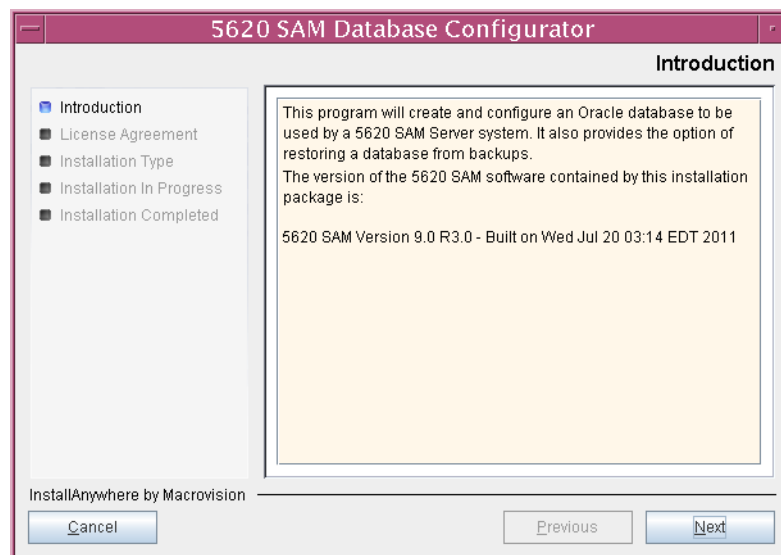 5620 SAM Database Configurator
Introduction
Introduction
License Agreement
Installation Type
Installation In Progress
Installation Completed
This program will create and configure an Oracle database to be
used by a 5620 SAM Server system. It also provides the option of
restoring a database from backups.
The version of the 5620 SAM software contained by this installation
package is:
5620 SAM Version 9.0 R3.0 - Built on Wed Jul 20 03:14 EDT 2011
InstallAnywhere by Macrovision
Cancel
Previous
Next